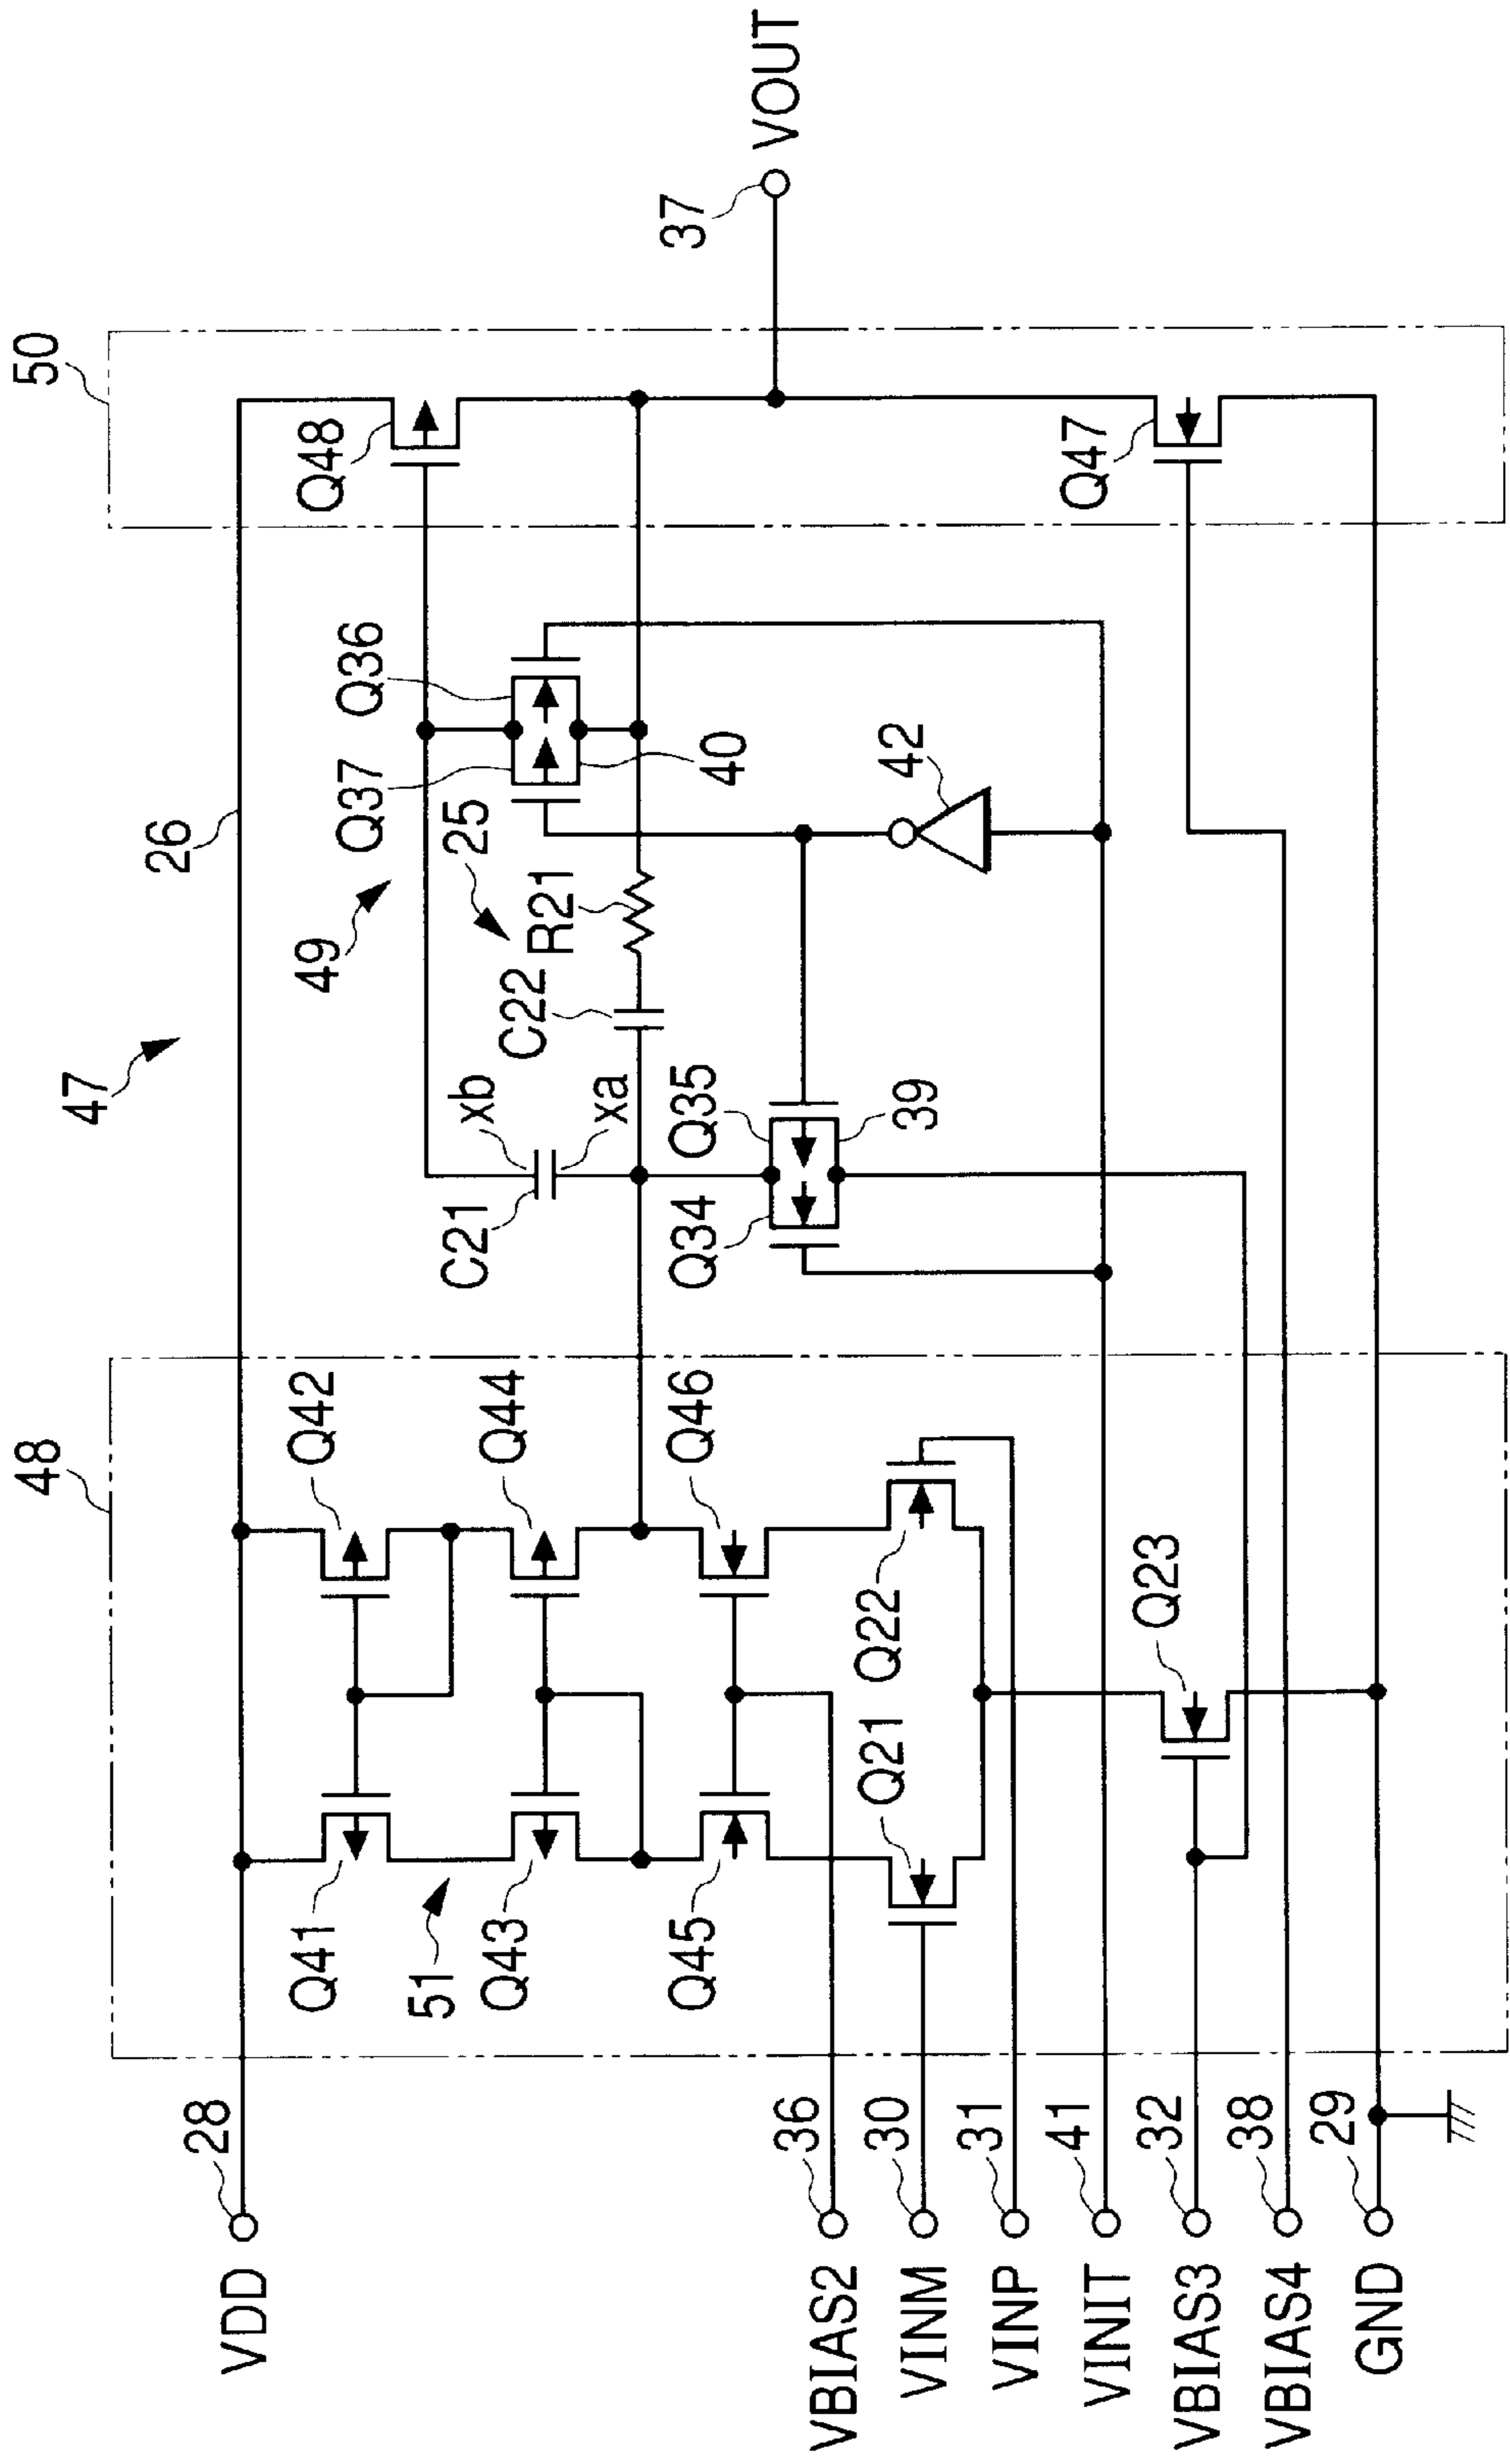 47
48
50
VDD
28
26
Q41
Q42
Q48
51
49
Q37
Q36
Q43
Q44
C21
xb
25
C22
R21
xa
40
37
VOUT
Q45
Q46
Q34
Q35
39
42
VBIAS2
36
VINM
30
Q21
Q22
VINP
31
VINIT
41
VBIAS3
32
Q23
Q47
VBIAS4
38
GND
29